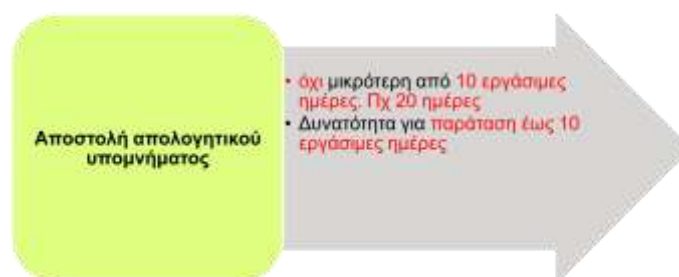 Αποστολή απολογητικού
υπομνήματος
• όχι μικρότερη από 10 εργάσιμες
ημέρες. Πχ 20 ημέρες
• Δυνατότητα για παράταση έως 10
εργάσιμες ημέρες